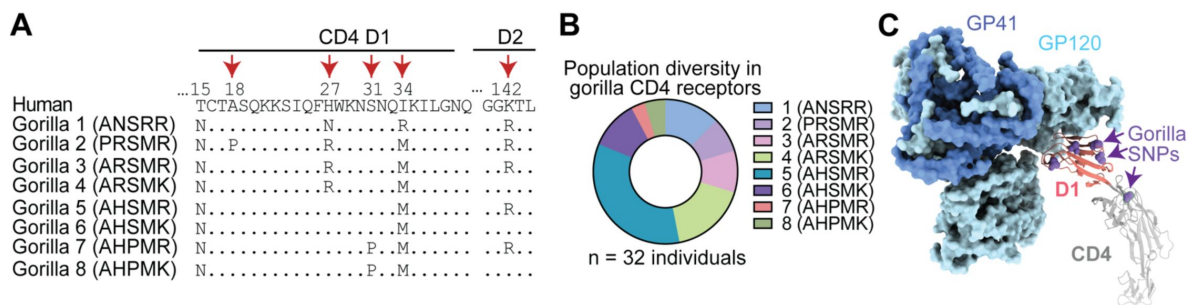 A
CD4 D1 D2
...15 18 27 31 34 ... 142
Human TCTASQKKSIQFHWKNSNQIKILGNQ GGKTL
Gorilla 1 (ANSRR) N...........N......R...... ..R..
Gorilla 2 (PRSMR) N..P........R......M...... ..R..
Gorilla 3 (ARSMR) N...........R......M...... ..R..
Gorilla 4 (ARSMK) N...........R......M...... .....
Gorilla 5 (AHSMR) N..................M...... ..R..
Gorilla 6 (AHSMK) N..................M...... .....
Gorilla 7 (AHPMR) N...............P..M...... ..R..
Gorilla 8 (AHPMK) N...............P..M...... .....
B
Population diversity in
gorilla CD4 receptors
1 (ANSRR)
2 (PRSMR)
3 (ARSMR)
4 (ARSMK)
5 (AHSMR)
6 (AHSMK)
7 (AHPMR)
8 (AHPMK)
n = 32 individuals
C
GP41
GP120
Gorilla
SNPs
D1
CD4